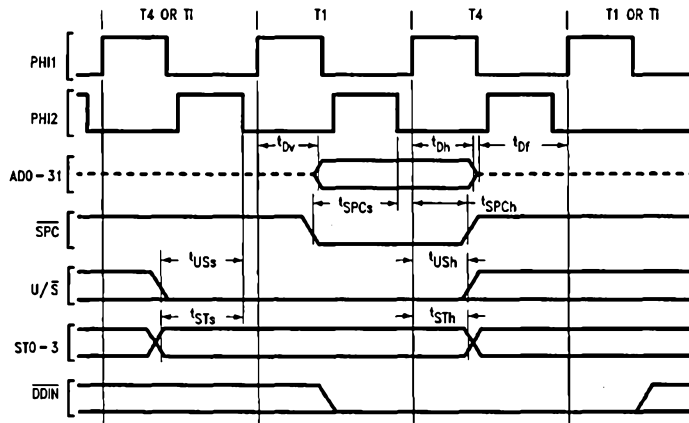 T4 OR Ti T1 T4 T1 OR Ti
PHI1
PHI2
tDv tDh tDf
AD0-31
tSPCs tSPCh
SPC
tUSs tUSh
U/S
tSTs tSTh
ST0-3
DDIN